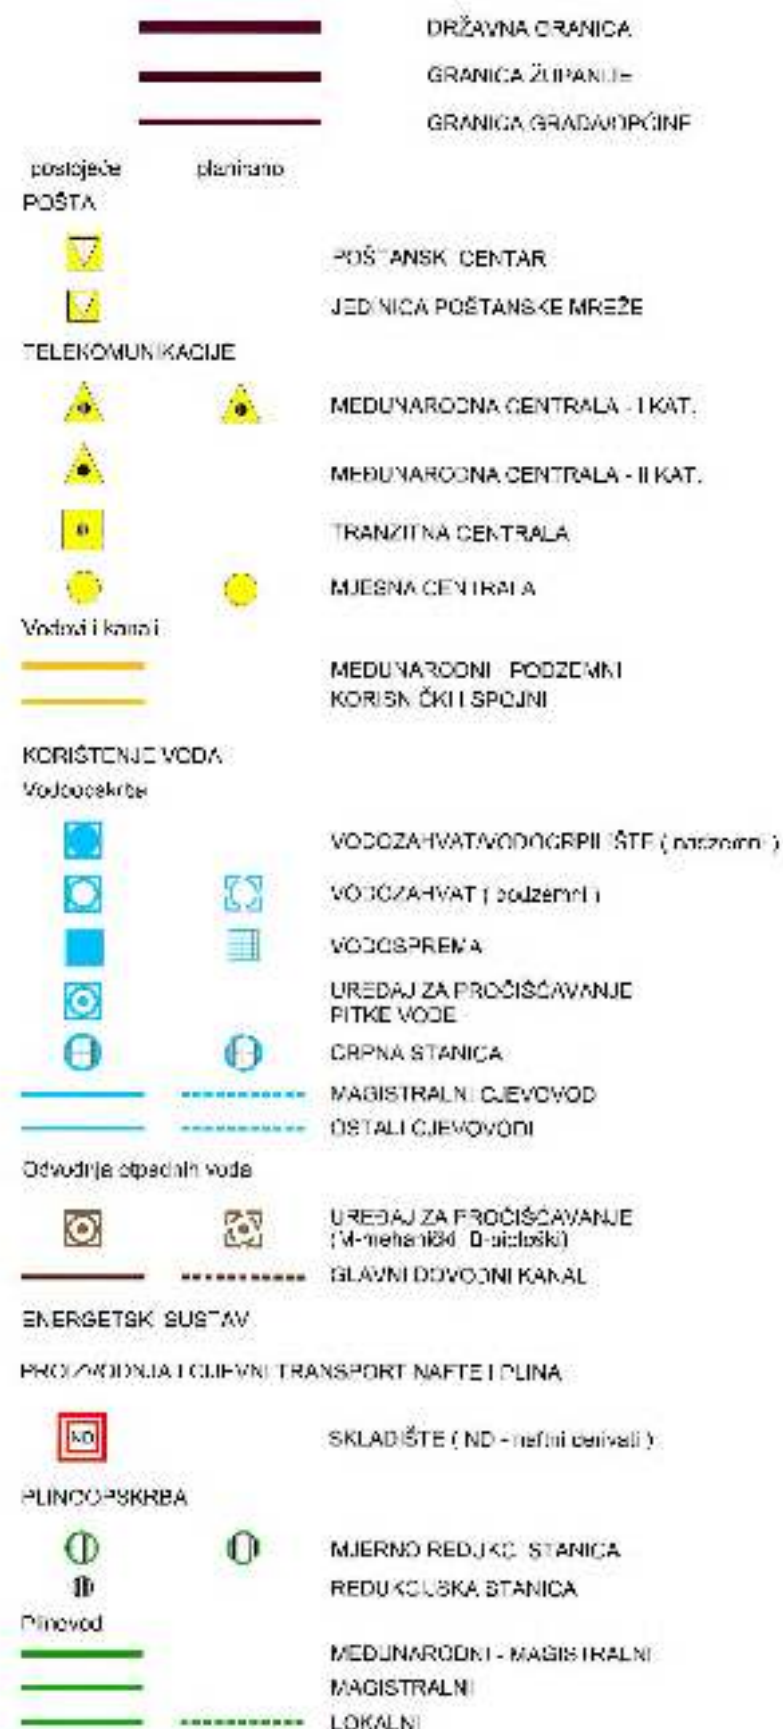 DRŽAVNA GRANICA
GRANICA ŽUPANIJE
GRANICA GRADA/OPĆINE
postojeće planirano
POŠTA
POŠTANSKI CENTAR
JEDINICA POŠTANSKE MREŽE
TELEKOMUNIKACIJE
MEĐUNARODNA CENTRALA - I KAT.
MEĐUNARODNA CENTRALA - II KAT.
TRANZITNA CENTRALA
MJESNA CENTRALA
Vodovi i kanali
MEĐUNARODNI - PODZEMNI
KORISNIČKI I SPOJNI
KORIŠTENJE VODA
Vodoopskrba
VODOZAHVAT/VODOCRPILIŠTE ( nadzemni )
VODOZAHVAT ( podzemni )
VODOSPREMA
UREĐAJ ZA PROČIŠĆAVANJE
PITKE VODE
CRPNA STANICA
MAGISTRALNI CJEVOVOD
OSTALI CJEVOVODI
Odvodnja otpadnih voda
UREĐAJ ZA PROČIŠĆAVANJE
(M-mehanički, B-biološki)
GLAVNI DOVODNI KANAL
ENERGETSKI SUSTAV
PROIZVODNJA I CIJEVNI TRANSPORT NAFTE I PLINA
ND SKLADIŠTE ( ND - naftni derivati )
PLINOOPSKRBA
MJERNO REDUKC. STANICA
REDUKCIJSKA STANICA
Plinovod
MEĐUNARODNI - MAGISTRALNI
MAGISTRALNI
LOKALNI